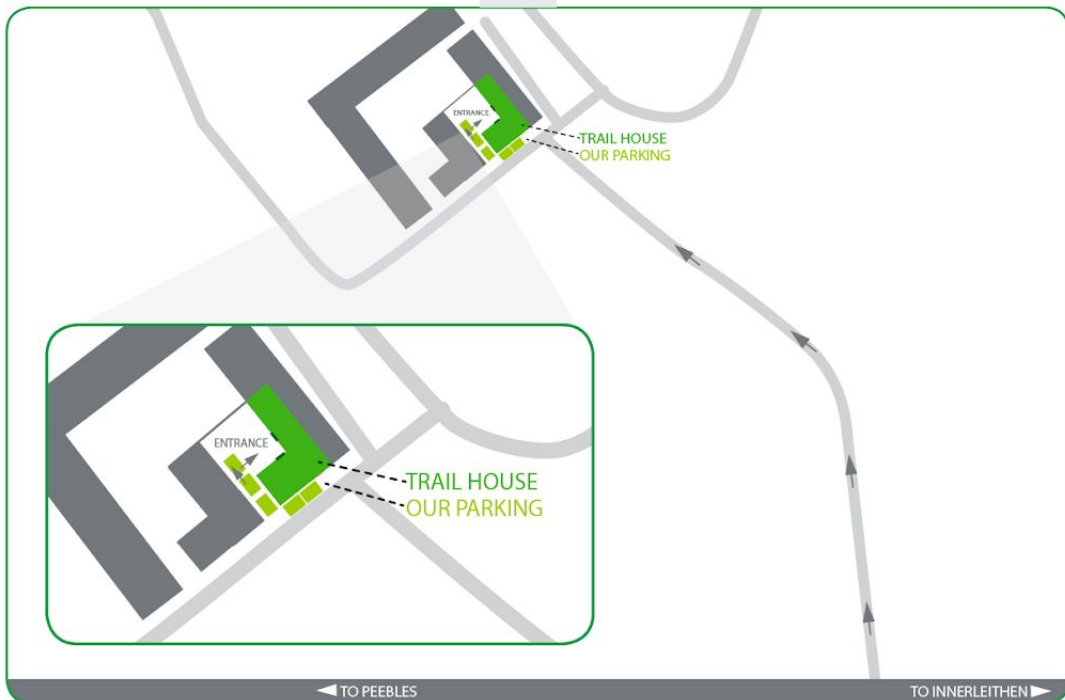 ENTRANCE
TRAIL HOUSE
OUR PARKING
ENTRANCE
TRAIL HOUSE
OUR PARKING
TO PEEBLES
TO INNERLEITHEN